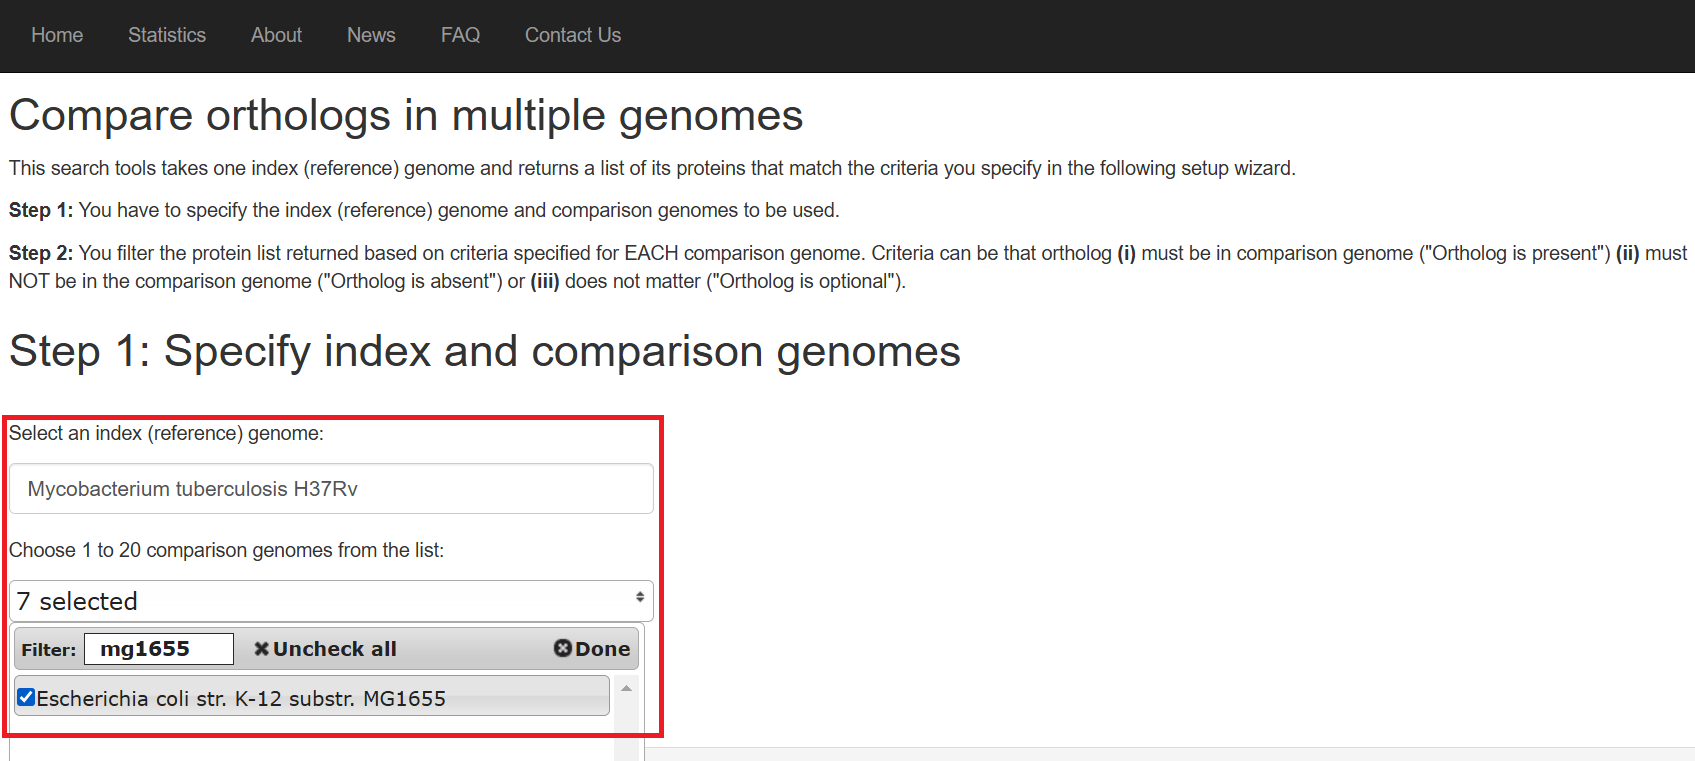 Home Statistics About News FAQ Contact Us
Compare orthologs in multiple genomes
This search tools takes one index (reference) genome and returns a list of its proteins that match the criteria you specify in the following setup wizard.
Step 1: You have to specify the index (reference) genome and comparison genomes to be used.
Step 2: You filter the protein list returned based on criteria specified for EACH comparison genome. Criteria can be that ortholog (i) must be in comparison genome ("Ortholog is present") (ii) must
NOT be in the comparison genome ("Ortholog is absent") or (iii) does not matter ("Ortholog is optional").
Step 1: Specify index and comparison genomes
Select an index (reference) genome:
Mycobacterium tuberculosis H37Rv
Choose 1 to 20 comparison genomes from the list:
7 selected
Filter: mg1655 Uncheck all Done
Escherichia coli str. K-12 substr. MG1655